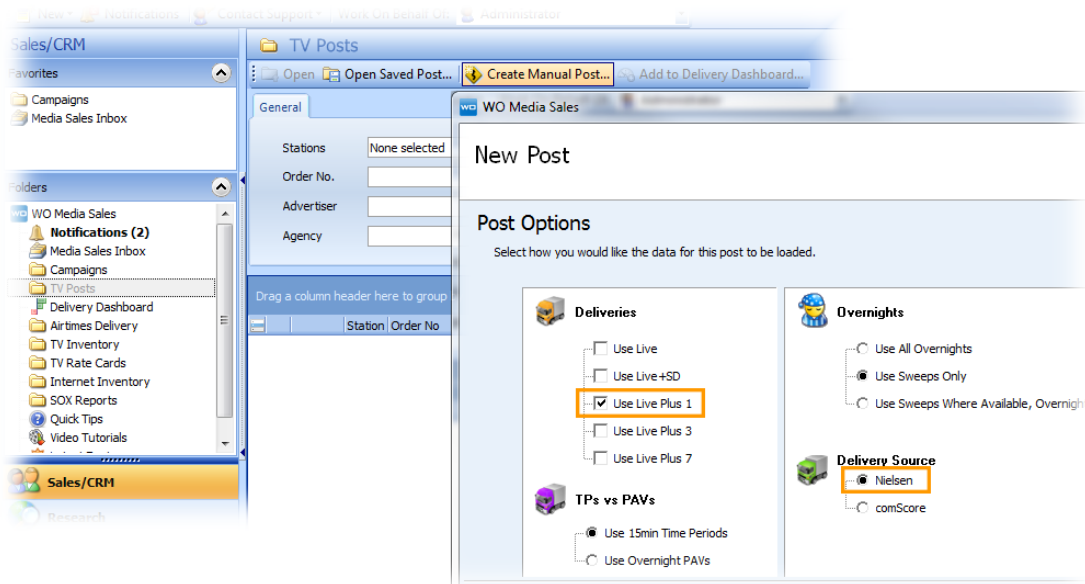 New
Notifications
Contact Support
Work On Behalf Of:
Administrator
Sales/CRM
TV Posts
Favorites
Open
Open Saved Post...
Create Manual Post...
Add to Delivery Dashboard...
Campaigns
Media Sales Inbox
General
WO Media Sales
Stations
None selected
New Post
Order No.
Folders
Advertiser
WO Media Sales
Notifications (2)
Agency
Post Options
Media Sales Inbox
Select how you would like the data for this post to be loaded.
Campaigns
TV Posts
Drag a column header here to group
Delivery Dashboard
Station
Order No
Airtimes Delivery
TV Inventory
TV Rate Cards
Internet Inventory
SOX Reports
Quick Tips
Video Tutorials
Sales/CRM
Research
Deliveries
Use Live
Use Live+SD
Use Live Plus 1
Use Live Plus 3
Use Live Plus 7
TPs vs PAVs
Use 15min Time Periods
Use Overnight PAVs
Overnights
Use All Overnights
Use Sweeps Only
Use Sweeps Where Available, Overnigh
Delivery Source
Nielsen
comScore